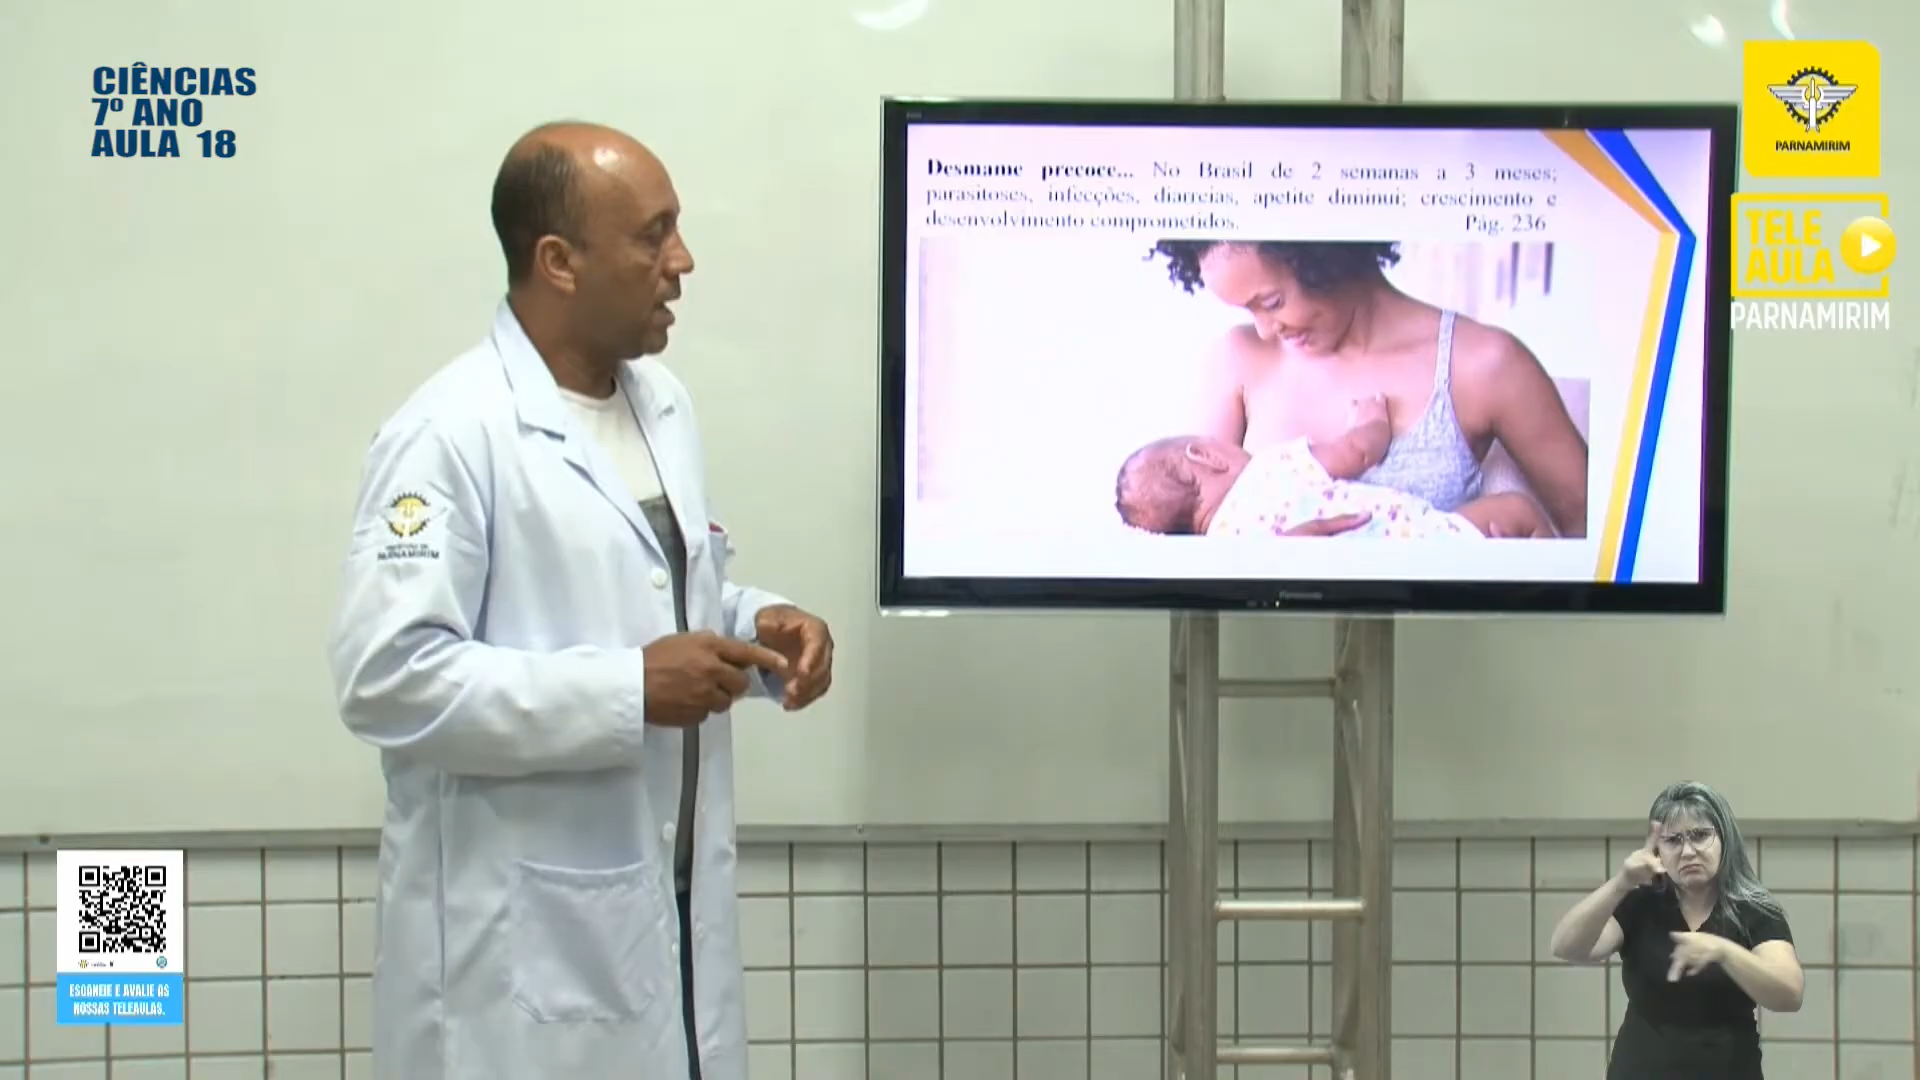 CIÊNCIAS
7º ANO
AULA 18
Desmame precoce... No Brasil de 2 semanas a 3 meses;
parasitoses, infecções, diarreias, apetite diminui; crescimento e
desenvolvimento comprometidos. Pág. 236
PARNAMIRIM
TELE
AULA
PARNAMIRIM
PARNAMIRIM
Panasonic
ESCANEIE E AVALIE AS
NOSSAS TELEAULAS.